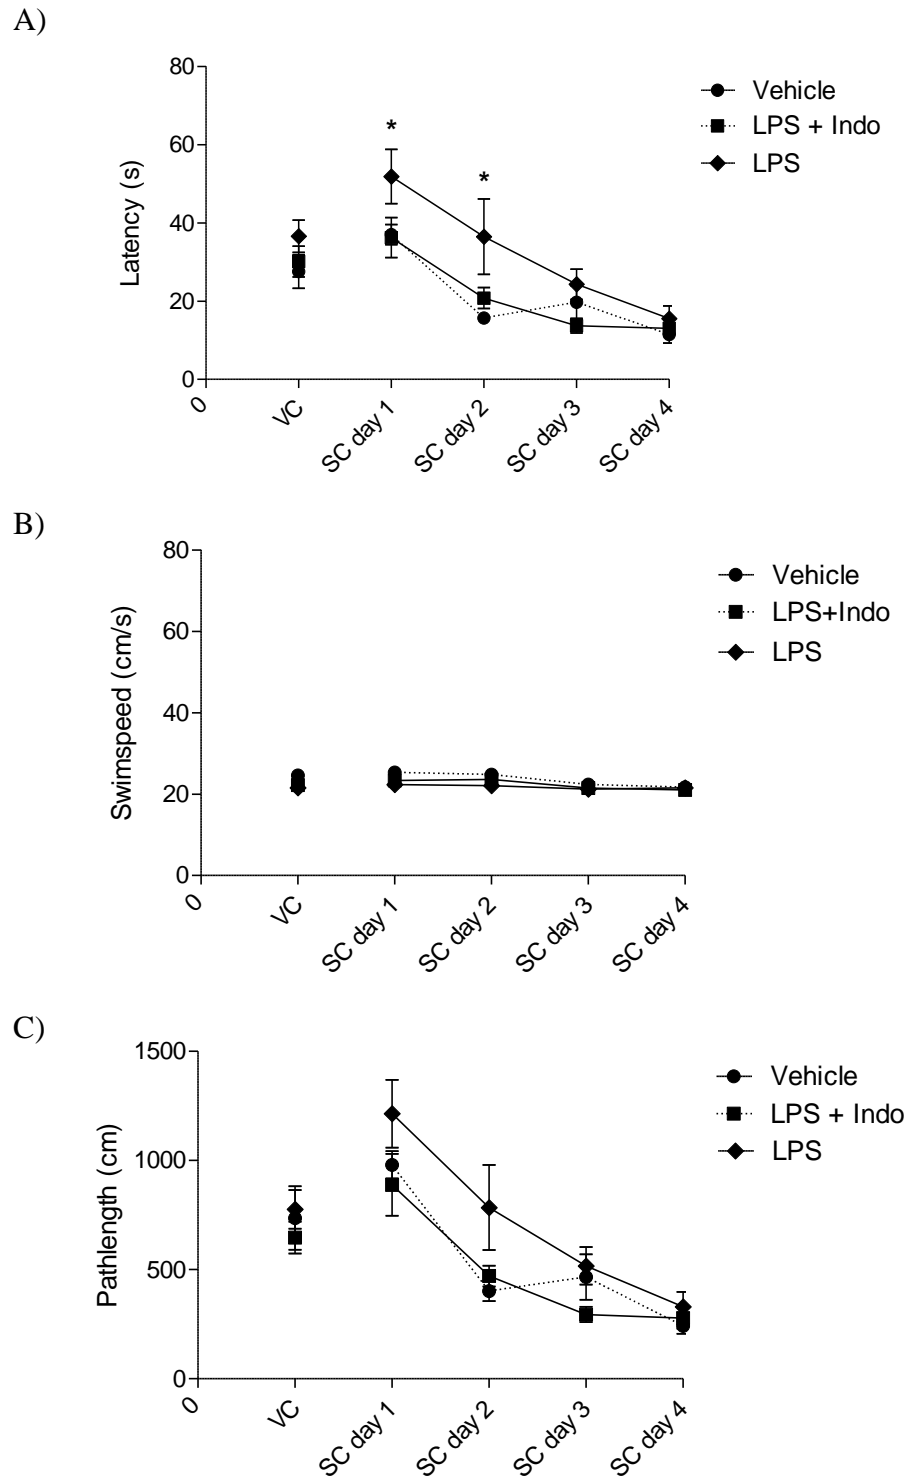 A)
80
60
40
20
0
Latency (s)
*
*
0
VC
SC day 1
SC day 2
SC day 3
SC day 4
Vehicle
LPS + Indo
LPS
B)
80
60
40
20
0
Swimspeed (cm/s)
0
VC
SC day 1
SC day 2
SC day 3
SC day 4
Vehicle
LPS+Indo
LPS
C)
1500
1000
500
0
Pathlength (cm)
0
VC
SC day 1
SC day 2
SC day 3
SC day 4
Vehicle
LPS + Indo
LPS